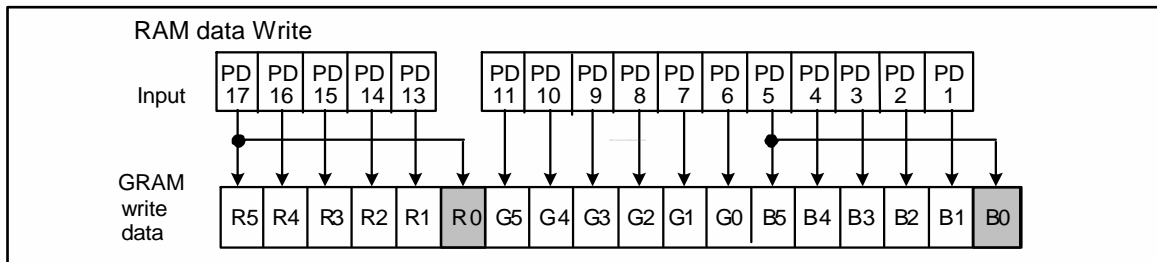 RAM data Write
PD PD PD PD PD PD PD PD PD PD PD PD PD PD PD PD
Input 17 16 15 14 13 11 10 9 8 7 6 5 4 3 2 1
GRAM
write R5 R4 R3 R2 R1 R0 G5 G4 G3 G2 G1 G0 B5 B4 B3 B2 B1 B0
data